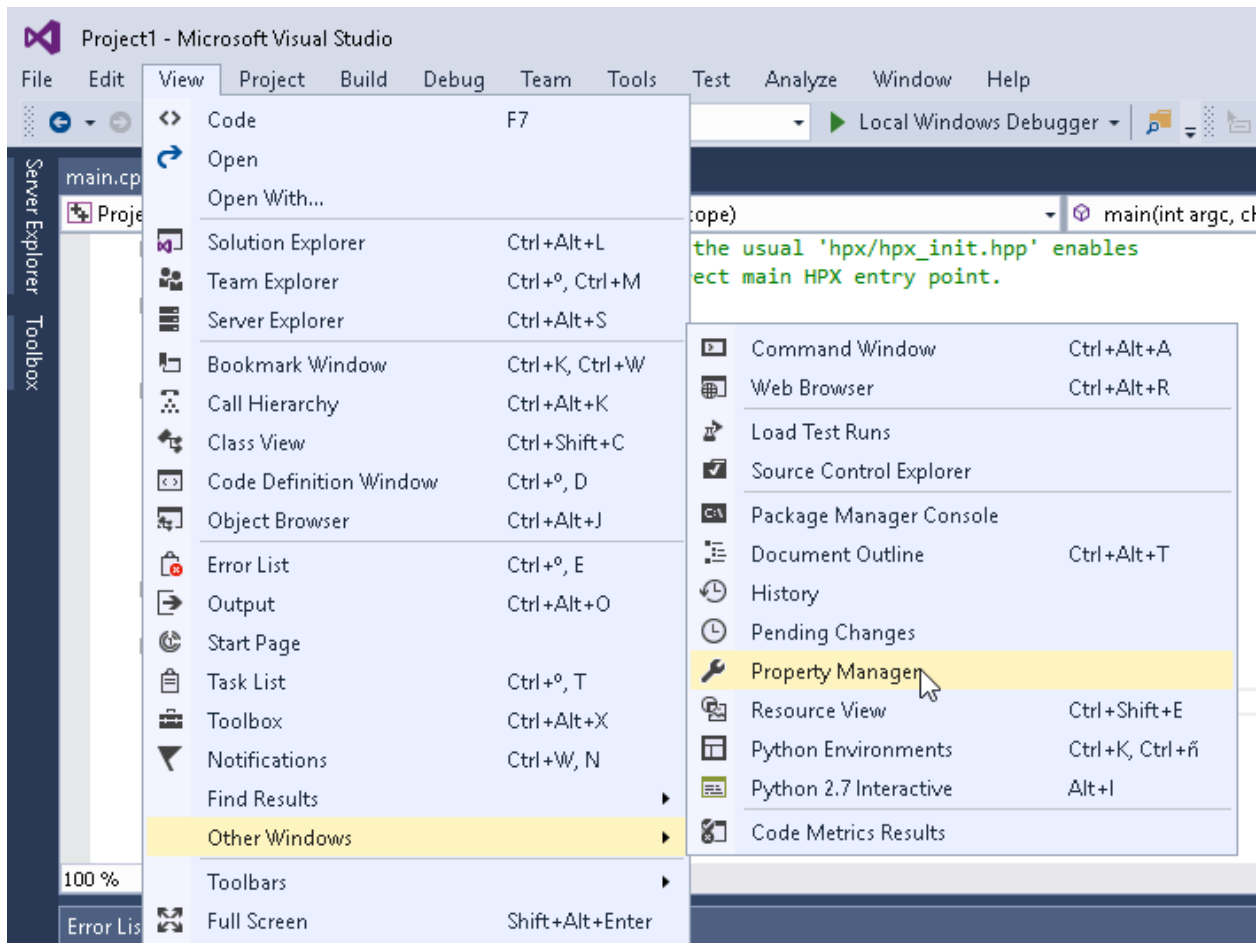 Project1 - Microsoft Visual Studio
File Edit View Project Build Debug Team Tools Test Analyze Window Help
Local Windows Debugger
Server Explorer
Toolbox
Code F7
Open
Open With...
Solution Explorer Ctrl+Alt+L
Team Explorer Ctrl+º, Ctrl+M
Server Explorer Ctrl+Alt+S
Bookmark Window Ctrl+K, Ctrl+W
Call Hierarchy Ctrl+Alt+K
Class View Ctrl+Shift+C
Code Definition Window Ctrl+º, D
Object Browser Ctrl+Alt+J
Error List Ctrl+º, E
Output Ctrl+Alt+O
Start Page
Task List Ctrl+º, T
Toolbox Ctrl+Alt+X
Notifications Ctrl+W, N
Find Results
Other Windows
Toolbars
Full Screen Shift+Alt+Enter
main.cp
Proje
main(int argc, ch
the usual 'hpx/hpx_init.hpp' enables
ect main HPX entry point.
Command Window Ctrl+Alt+A
Web Browser Ctrl+Alt+R
Load Test Runs
Source Control Explorer
Package Manager Console
Document Outline Ctrl+Alt+T
History
Pending Changes
Property Manager
Resource View Ctrl+Shift+E
Python Environments Ctrl+K, Ctrl+ñ
Python 2.7 Interactive Alt+I
Code Metrics Results
100 %
Error Lis